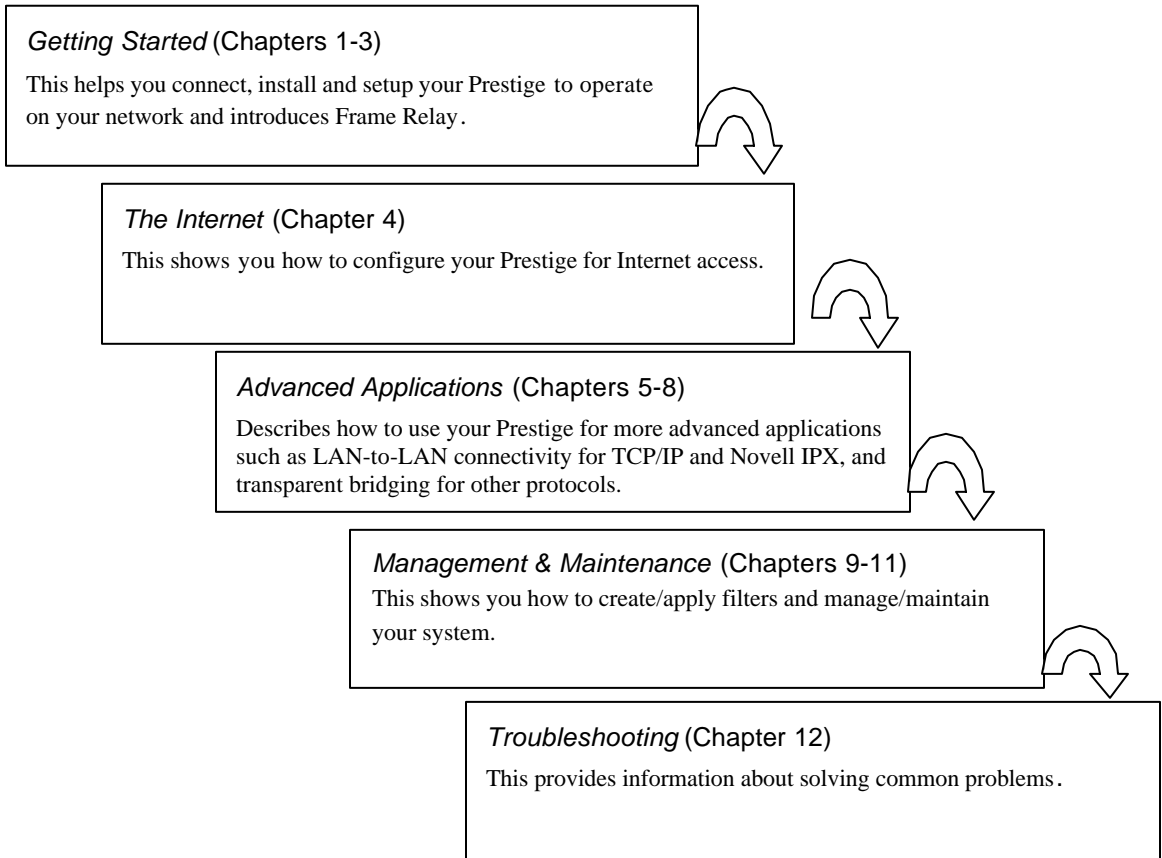 Getting Started (Chapters 1-3)
This helps you connect, install and setup your Prestige to operate
on your network and introduces Frame Relay.
The Internet (Chapter 4)
This shows you how to configure your Prestige for Internet access.
Advanced Applications (Chapters 5-8)
Describes how to use your Prestige for more advanced applications
such as LAN-to-LAN connectivity for TCP/IP and Novell IPX, and
transparent bridging for other protocols.
Management & Maintenance (Chapters 9-11)
This shows you how to create/apply filters and manage/maintain
your system.
Troubleshooting (Chapter 12)
This provides information about solving common problems.